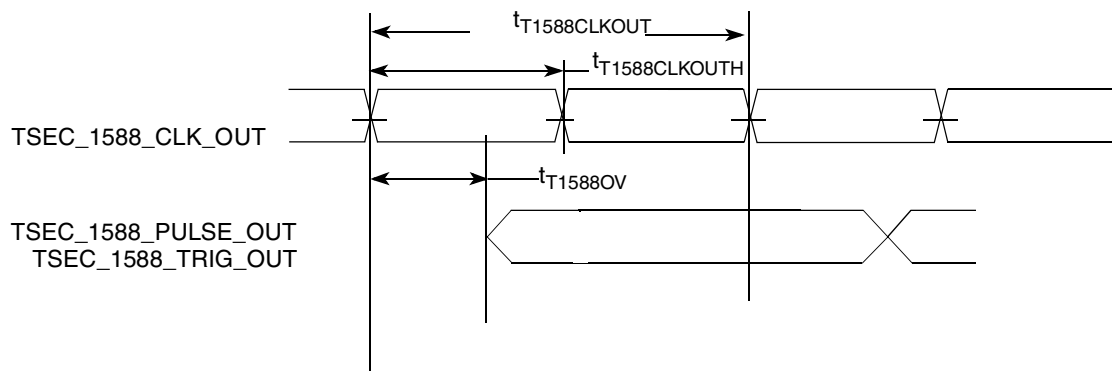 tT1588CLKOUT
tT1588CLKOUTH
TSEC_1588_CLK_OUT
tT1588OV
TSEC_1588_PULSE_OUT
TSEC_1588_TRIG_OUT